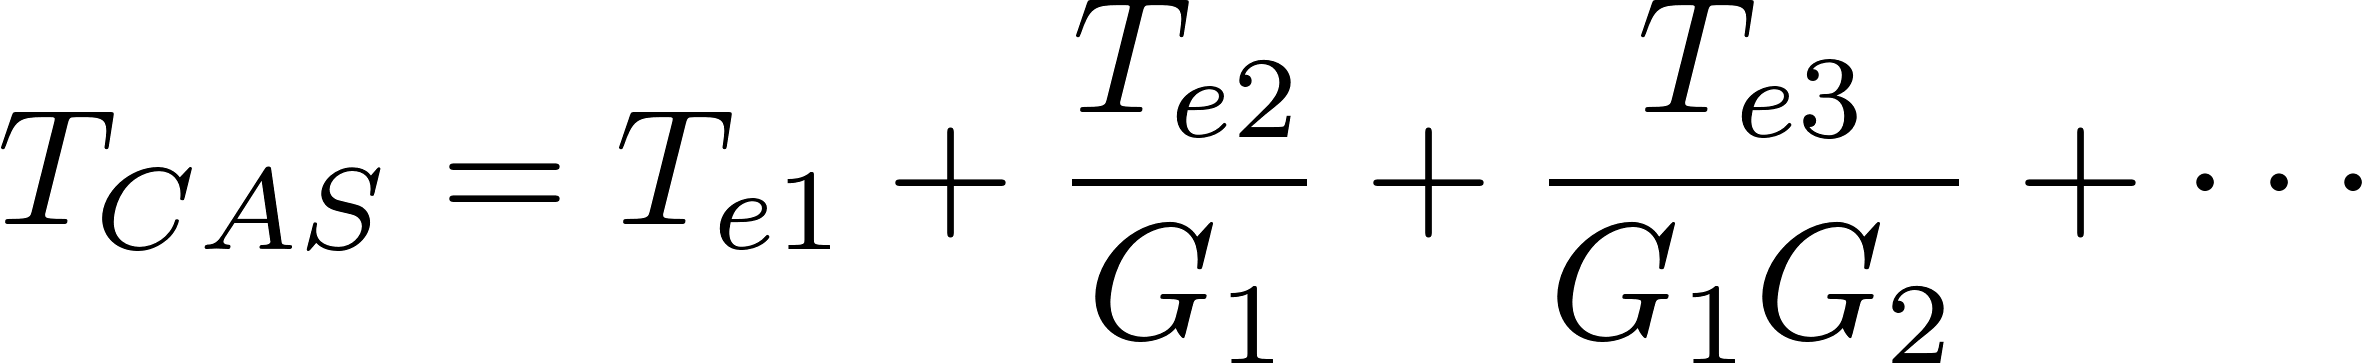 T_{CAS} = T_{e1} + \frac{T_{e2}}{G_1} + \frac{T_{e3}}{G_1 G_2} + \cdots